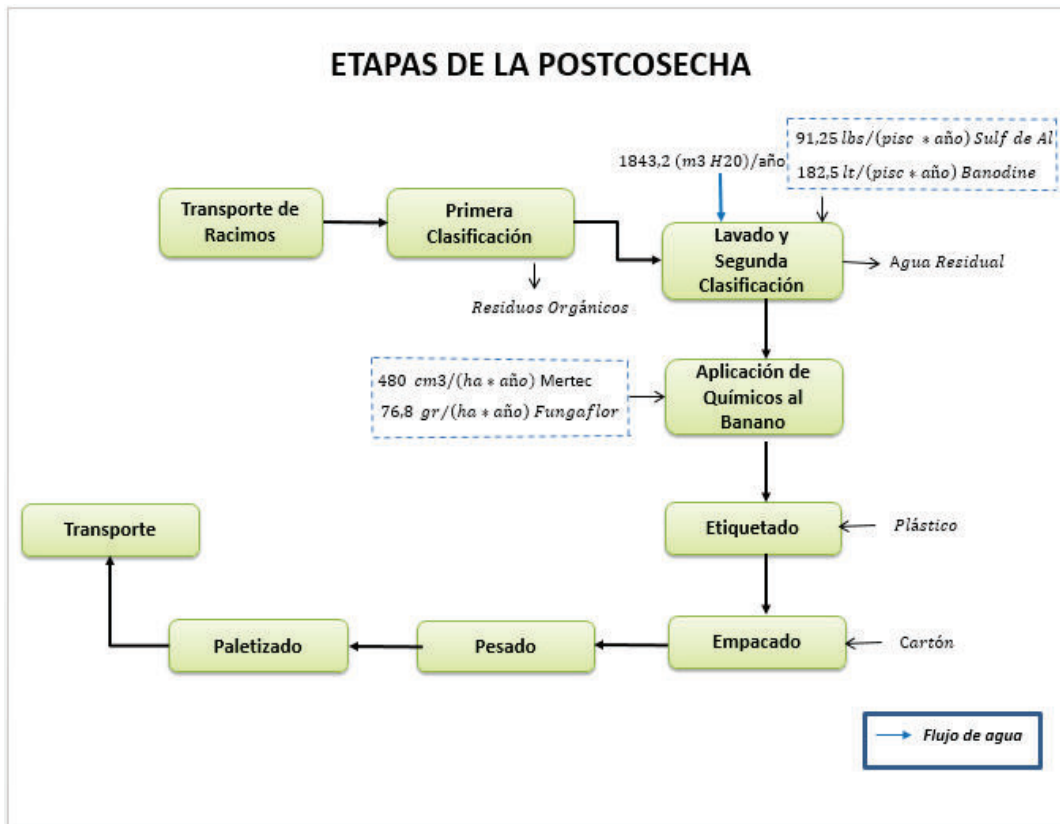 ETAPAS DE LA POSTCOSECHA
91,25 lbs/(pisc * año) Sulf de Al
182,5 lt/(pisc * año) Banodine
1843,2 (m3 H20)/año
Transporte de
Racimos
Primera
Clasificación
Lavado y
Segunda
Clasificación
Agua Residual
Residuos Orgánicos
480 cm3/(ha * año) Mertec
76,8 gr/(ha * año) Fungaflor
Aplicación de
Químicos al
Banano
Etiquetado
Plástico
Empacado
Cartón
Pesado
Paletizado
Transporte
Flujo de agua